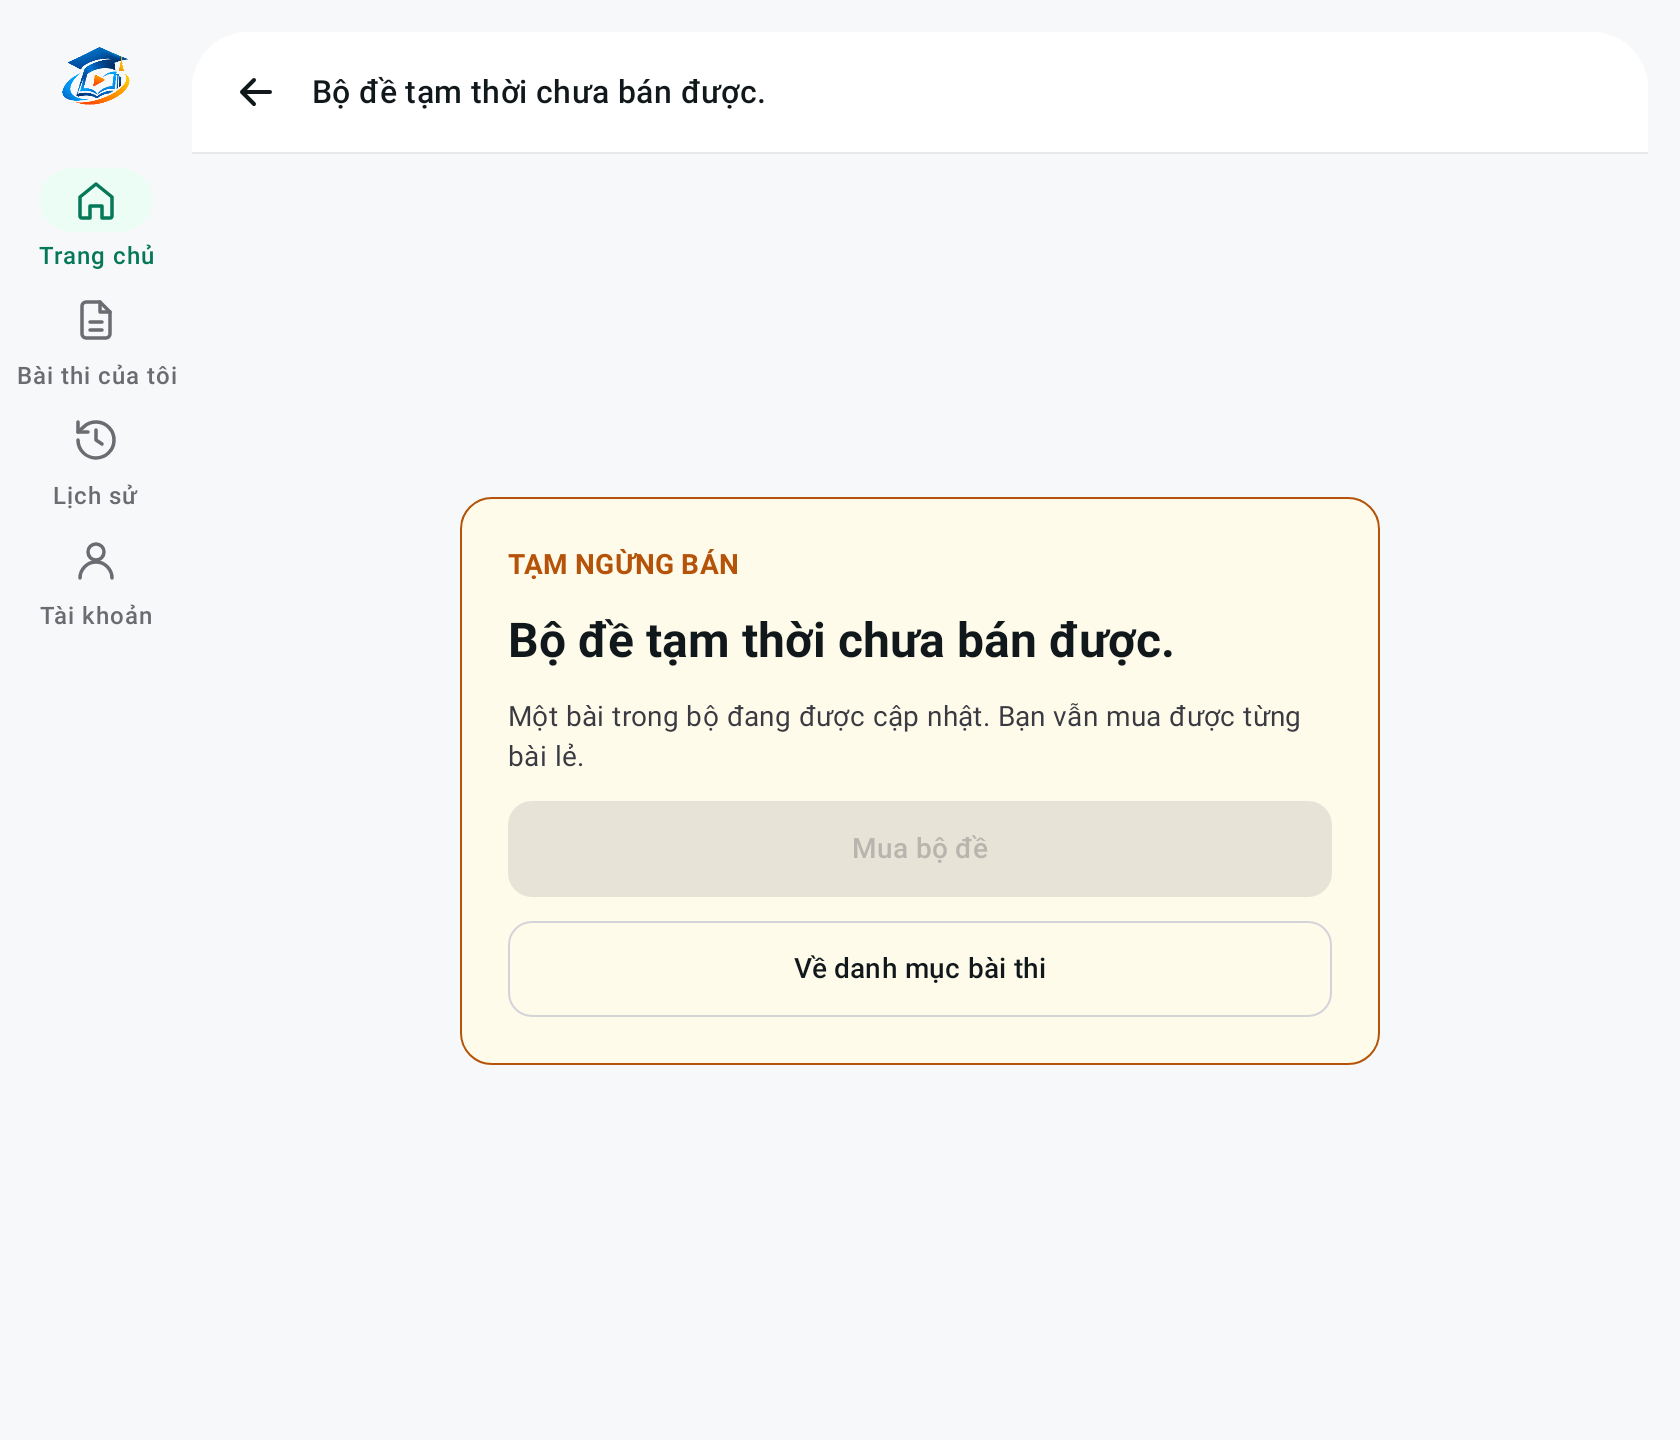 Bộ đề tạm thời chưa bán được.
Trang chủ
Bài thi của tôi
Lịch sử
Tài khoản
TẠM NGỪNG BÁN
Bộ đề tạm thời chưa bán được.
Một bài trong bộ đang được cập nhật. Bạn vẫn mua được từng
bài lẻ.
Mua bộ đề
Về danh mục bài thi